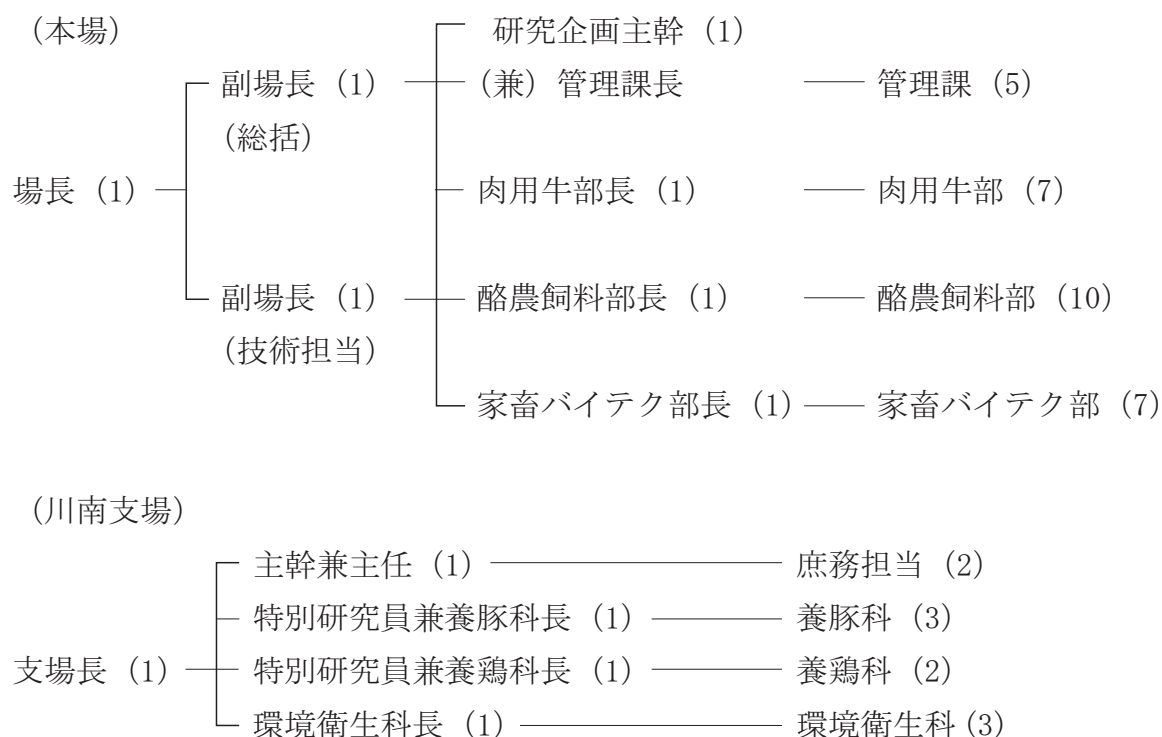 （本場）
研究企画主幹（1）
副場長（1） （兼）管理課長 管理課（5）
（総括）
場長（1） 肉用牛部長（1） 肉用牛部（7）
副場長（1） 酪農飼料部長（1） 酪農飼料部（10）
（技術担当）
家畜バイテク部長（1） 家畜バイテク部（7）
（川南支場）
主幹兼主任（1） 庶務担当（2）
特別研究員兼養豚科長（1） 養豚科（3）
支場長（1） 特別研究員兼養鶏科長（1） 養鶏科（2）
環境衛生科長（1） 環境衛生科(3）